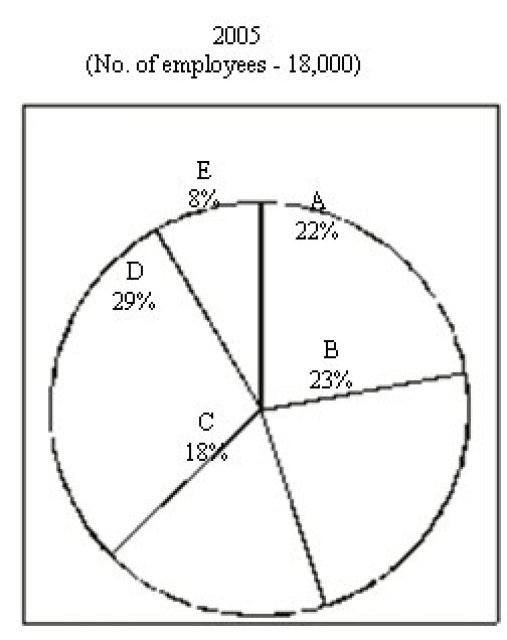 2005
(No. of employees - 18,000)
E
8%
A
22%
D
29%
B
23%
C
18%